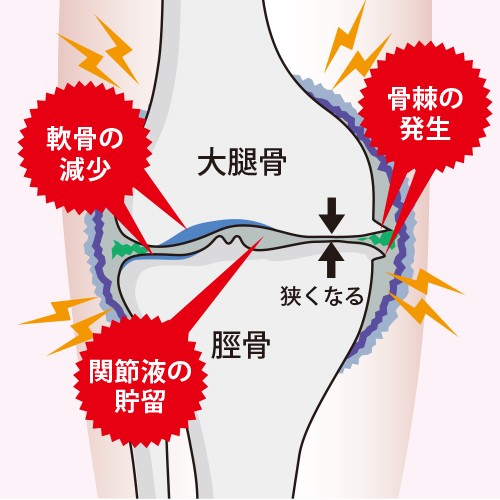 骨棘の
発生
軟骨の
減少
大腿骨
狭くなる
脛骨
関節液の
貯留